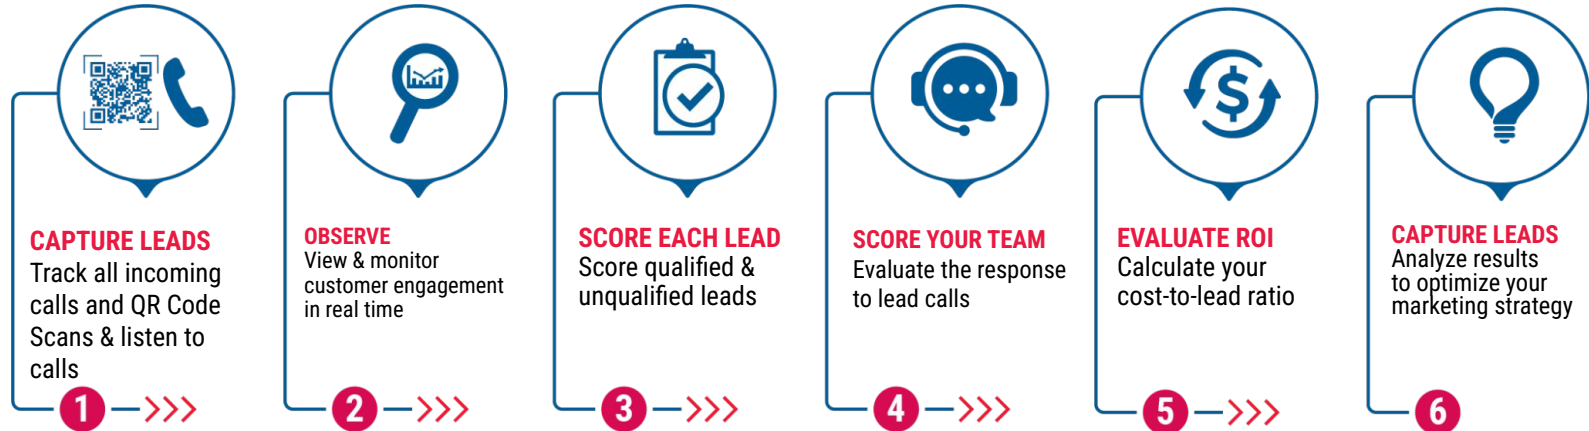 CAPTURE LEADS
Track all incoming
calls and QR Code
Scans & listen to
calls
1
OBSERVE
View & monitor
customer engagement
in real time
2
SCORE EACH LEAD
Score qualified &
unqualified leads
3
SCORE YOUR TEAM
Evaluate the response
to lead calls
4
EVALUATE ROI
Calculate your
cost-to-lead ratio
5
CAPTURE LEADS
Analyze results
to optimize your
marketing strategy
6